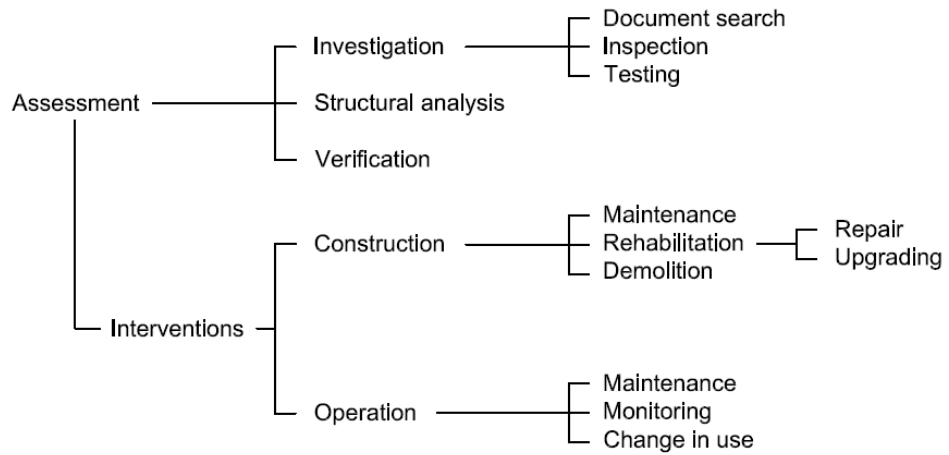 Assessment
Investigation
Document search
Inspection
Testing
Structural analysis
Verification
Interventions
Construction
Maintenance
Rehabilitation
Demolition
Repair
Upgrading
Operation
Maintenance
Monitoring
Change in use